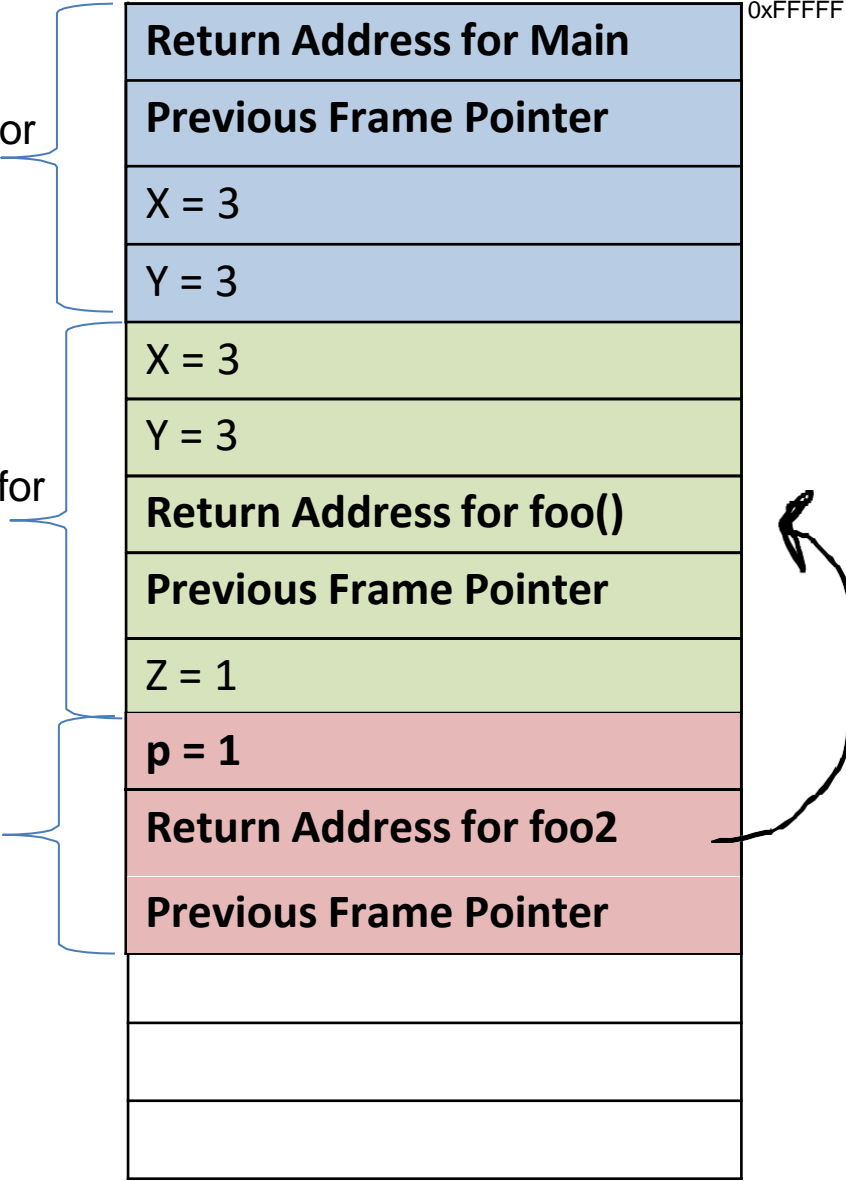 0xFFFFF
Return Address for Main
Previous Frame Pointer
or
X = 3
Y = 3
X = 3
Y = 3
for
Return Address for foo()
Previous Frame Pointer
Z = 1
p = 1
Return Address for foo2
Previous Frame Pointer